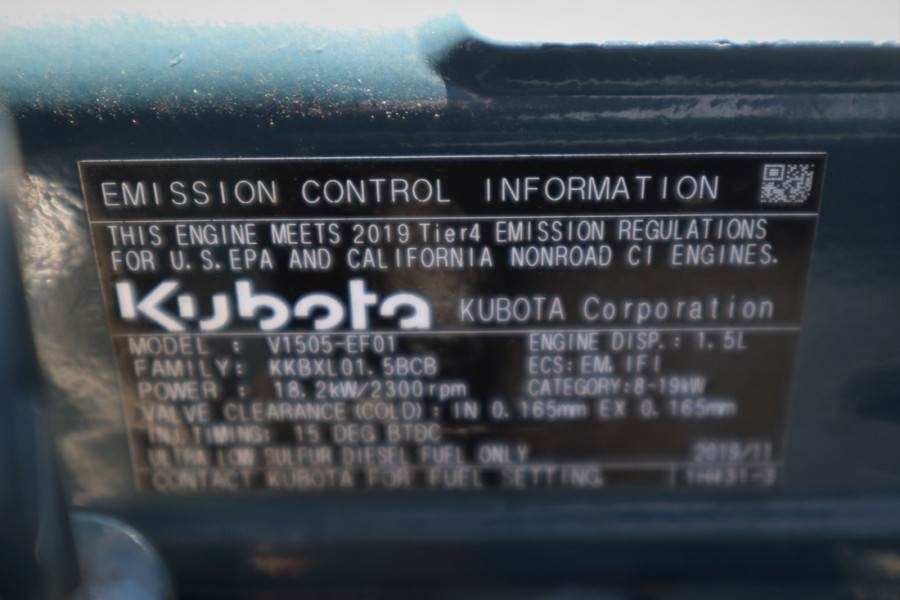 EMISSION CONTROL INFORMATION
THIS ENGINE MEETS 2019 Tier4 EMISSION REGULATIONS
FOR U.S.EPA AND CALIFORNIA NONROAD CI ENGINES.
Kubota KUBOTA Corporation
MODEL : V1505-EF01 ENGINE DISP.: 1.5L
FAMILY: KKBXL01.5BCB ECS:EM, IFI
POWER : 18.2kW/2300rpm CATEGORY:8-19kW
VALVE CLEARANCE(COLD): IN 0.165mm EX 0.165mm
INJ.TIMING: 15 DEG BTDC
ULTRA LOW SULFUR DIESEL FUEL ONLY 2019/11
CONTACT KUBOTA FOR FUEL SETTING.